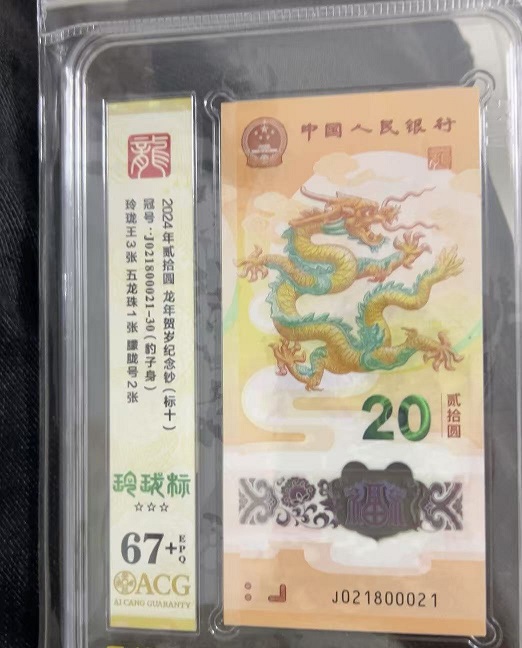 龍
2024年贰拾圆 龙年贺岁纪念钞(标十)
冠号:J021800021-30(豹子身)
玲珑王3张 五龙珠1张 朦胧号2张
玲珑标
☆☆☆
67+EPQ
ACG
AI CANG GUARANTY
中国人民银行
20
贰拾圆
J021800021